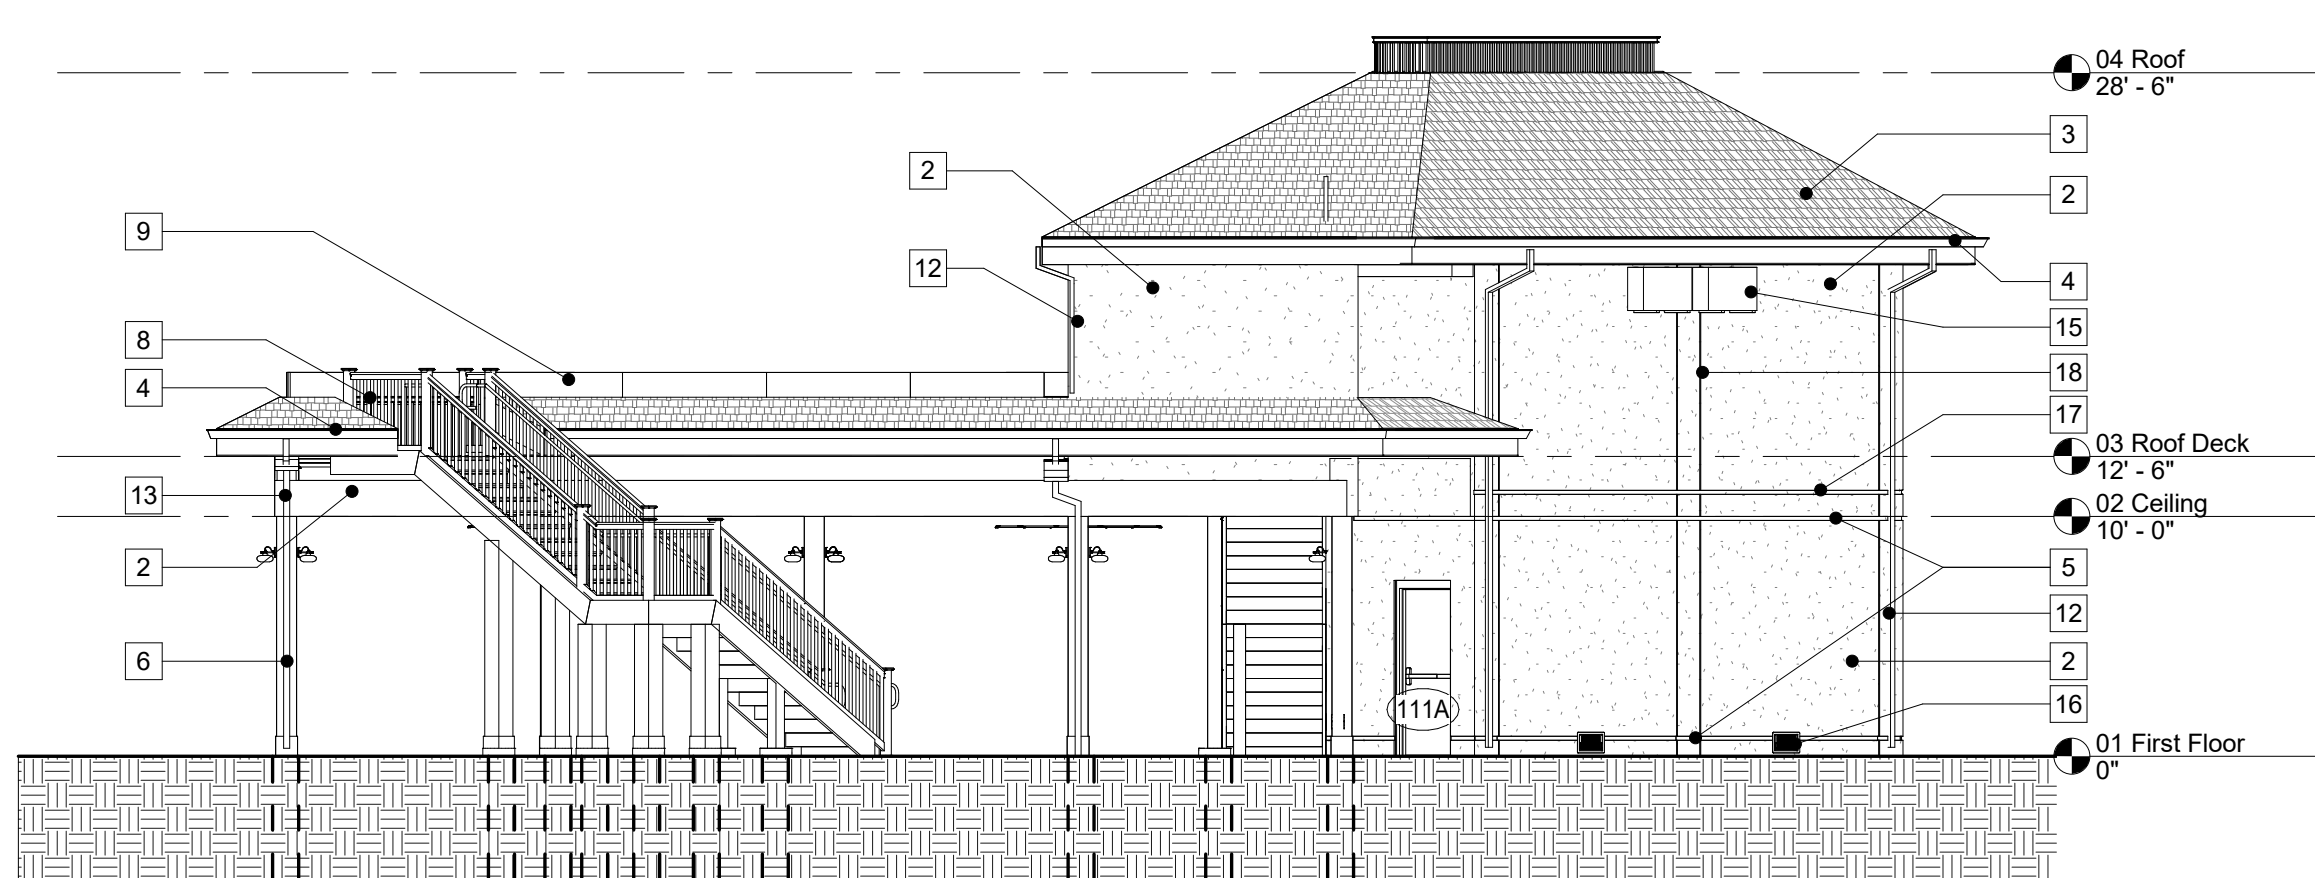 04 Roof
28' - 6"
3
2
2
9
12
4
15
8
18
4
17
03 Roof Deck
12' - 6"
13
02 Ceiling
10' - 0"
2
5
12
6
2
16
111A
01 First Floor
0"